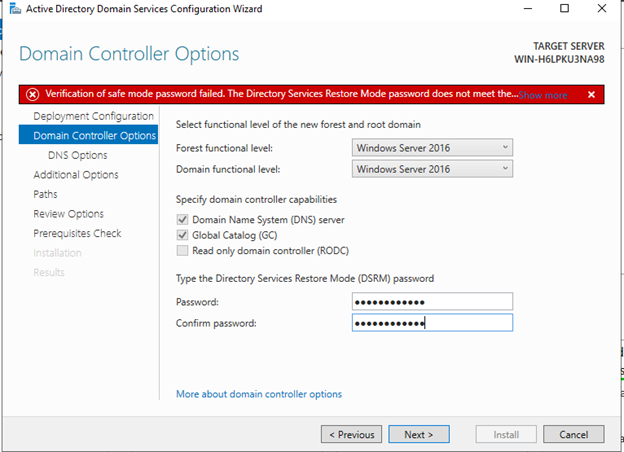 Active Directory Domain Services Configuration Wizard
Domain Controller Options
TARGET SERVER
WIN-H6LPKU3NA98
Verification of safe mode password failed. The Directory Services Restore Mode password does not meet the... Show more
Deployment Configuration
Domain Controller Options
DNS Options
Additional Options
Paths
Review Options
Prerequisites Check
Installation
Results
Select functional level of the new forest and root domain
Forest functional level: Windows Server 2016
Domain functional level: Windows Server 2016
Specify domain controller capabilities
Domain Name System (DNS) server
Global Catalog (GC)
Read only domain controller (RODC)
Type the Directory Services Restore Mode (DSRM) password
Password: ••••••••••••
Confirm password: ••••••••••••
More about domain controller options
< Previous Next > Install Cancel